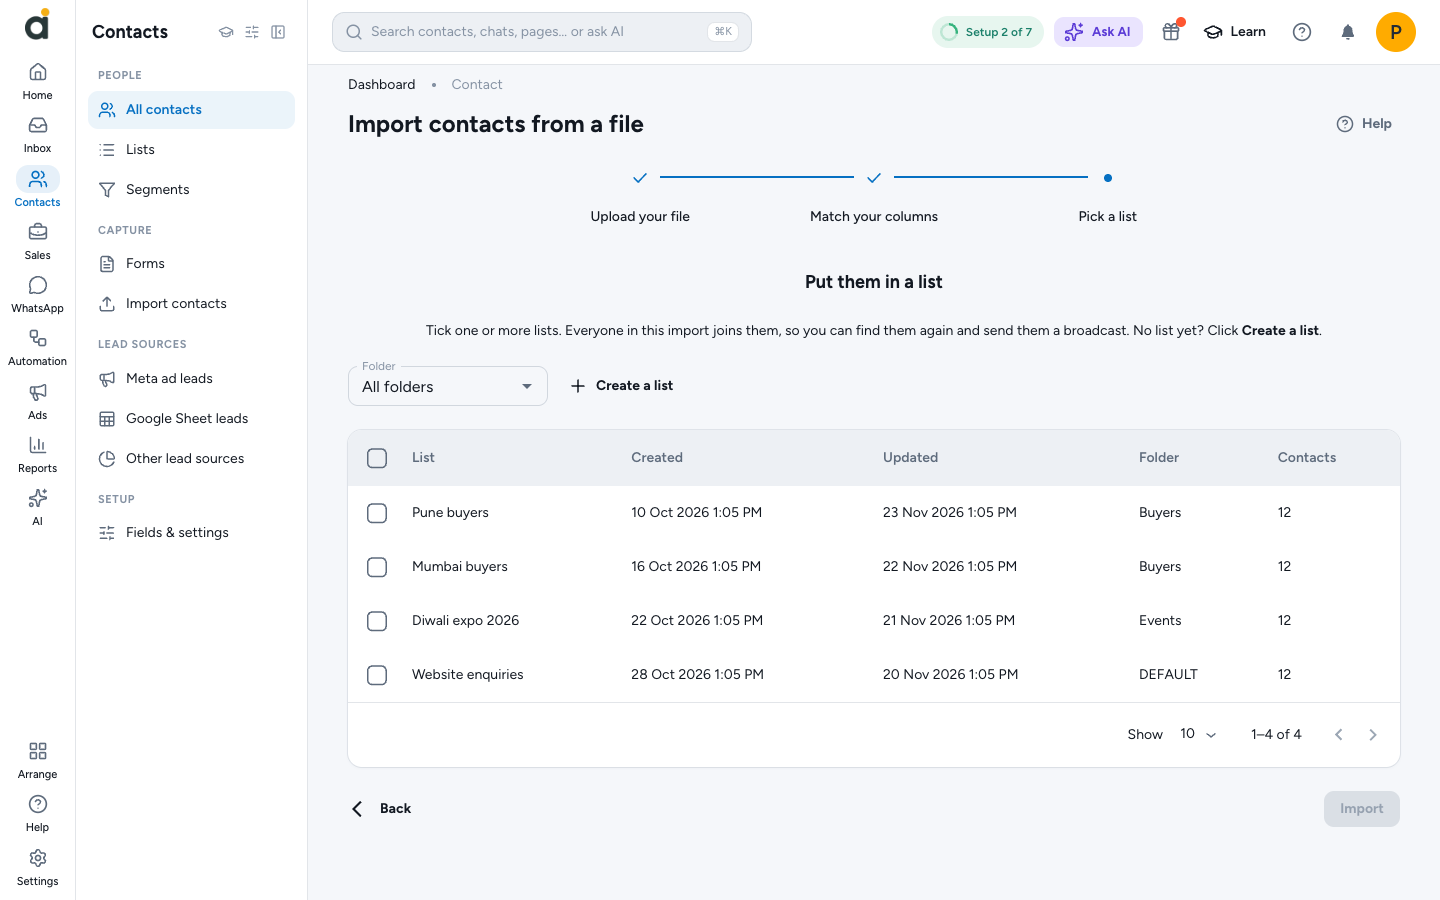 Contacts
Search contacts, chats, pages... or ask AI
⌘K
Setup 2 of 7
Ask AI
Learn
P
Home
Inbox
Contacts
Sales
WhatsApp
Automation
Ads
Reports
AI
Arrange
Help
Settings
PEOPLE
All contacts
Lists
Segments
CAPTURE
Forms
Import contacts
LEAD SOURCES
Meta ad leads
Google Sheet leads
Other lead sources
SETUP
Fields & settings
Dashboard • Contact
Import contacts from a file
Help
Upload your file
Match your columns
Pick a list
Put them in a list
Tick one or more lists. Everyone in this import joins them, so you can find them again and send them a broadcast. No list yet? Click Create a list.
Folder
All folders
Create a list
List Created Updated Folder Contacts
Pune buyers 10 Oct 2026 1:05 PM 23 Nov 2026 1:05 PM Buyers 12
Mumbai buyers 16 Oct 2026 1:05 PM 22 Nov 2026 1:05 PM Buyers 12
Diwali expo 2026 22 Oct 2026 1:05 PM 21 Nov 2026 1:05 PM Events 12
Website enquiries 28 Oct 2026 1:05 PM 20 Nov 2026 1:05 PM DEFAULT 12
Show 10 1–4 of 4
Back
Import